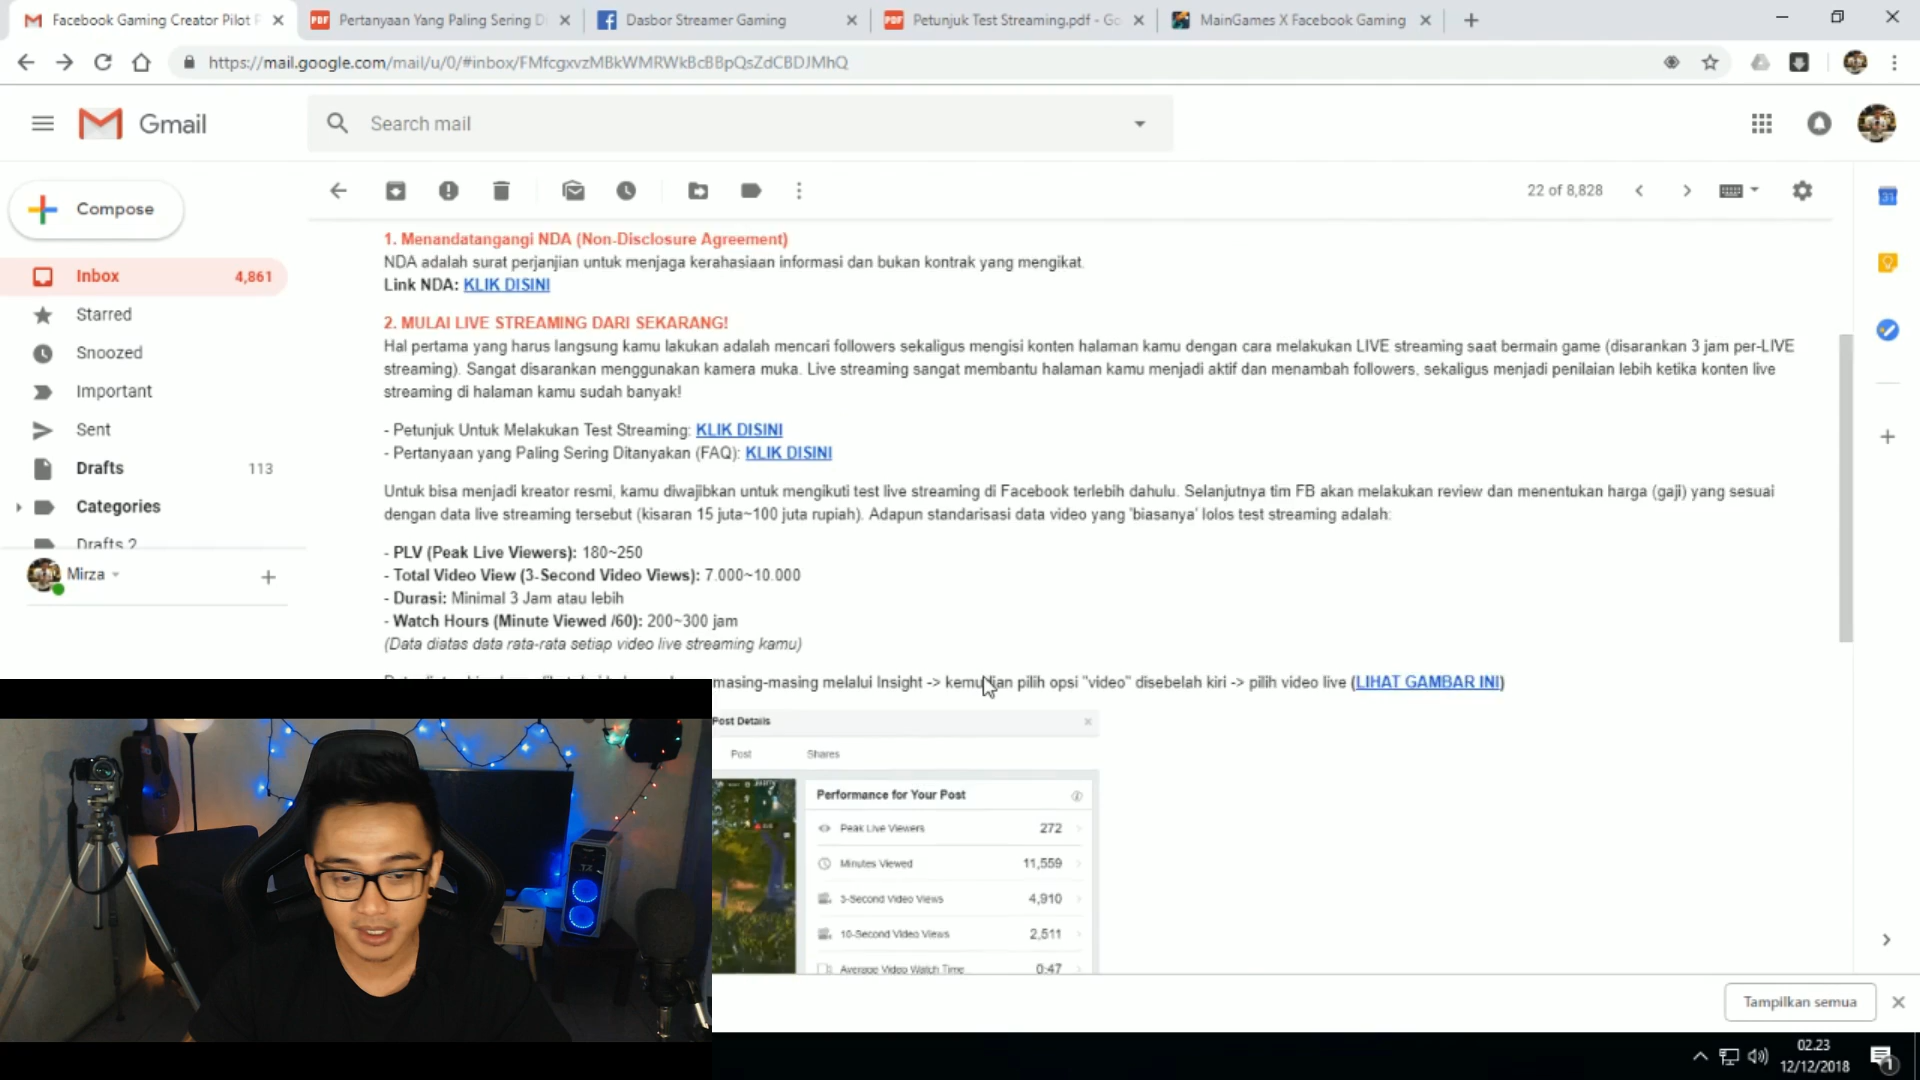 Facebook Gaming Creator Pilot P
Pertanyaan Yang Paling Sering Di
Dasbor Streamer Gaming
Petunjuk Test Streaming.pdf - Go
MainGames X Facebook Gaming
https://mail.google.com/mail/u/0/#inbox/FMfcgxvzMBkWMRWkBcBBpQsZdCBDJMhQ
Gmail
Search mail
Compose
22 of 8,828
Inbox 4,861
Starred
Snoozed
Important
Sent
Drafts 113
Categories
Drafts 2
Mirza
31
1. Menandatangangi NDA (Non-Disclosure Agreement)
NDA adalah surat perjanjian untuk menjaga kerahasiaan informasi dan bukan kontrak yang mengikat.
Link NDA: KLIK DISINI
2. MULAI LIVE STREAMING DARI SEKARANG!
Hal pertama yang harus langsung kamu lakukan adalah mencari followers sekaligus mengisi konten halaman kamu dengan cara melakukan LIVE streaming saat bermain game (disarankan 3 jam per-LIVE
streaming). Sangat disarankan menggunakan kamera muka. Live streaming sangat membantu halaman kamu menjadi aktif dan menambah followers, sekaligus menjadi penilaian lebih ketika konten live
streaming di halaman kamu sudah banyak!
- Petunjuk Untuk Melakukan Test Streaming: KLIK DISINI
- Pertanyaan yang Paling Sering Ditanyakan (FAQ): KLIK DISINI
Untuk bisa menjadi kreator resmi, kamu diwajibkan untuk mengikuti test live streaming di Facebook terlebih dahulu. Selanjutnya tim FB akan melakukan review dan menentukan harga (gaji) yang sesuai
dengan data live streaming tersebut (kisaran 15 juta~100 juta rupiah). Adapun standarisasi data video yang 'biasanya' lolos test streaming adalah:
- PLV (Peak Live Viewers): 180~250
- Total Video View (3-Second Video Views): 7.000~10.000
- Durasi: Minimal 3 Jam atau lebih
- Watch Hours (Minute Viewed /60): 200~300 jam
(Data diatas data rata-rata setiap video live streaming kamu)
masing-masing melalui Insight -> kemudian pilih opsi "video" disebelah kiri -> pilih video live (LIHAT GAMBAR INI)
Post Details
Post Shares
Performance for Your Post
Peak Live Viewers 272
Minutes Viewed 11,559
3-Second Video Views 4,910
10-Second Video Views 2,511
Average Video Watch Time 0:47
Tampilkan semua
02.23
12/12/2018
1